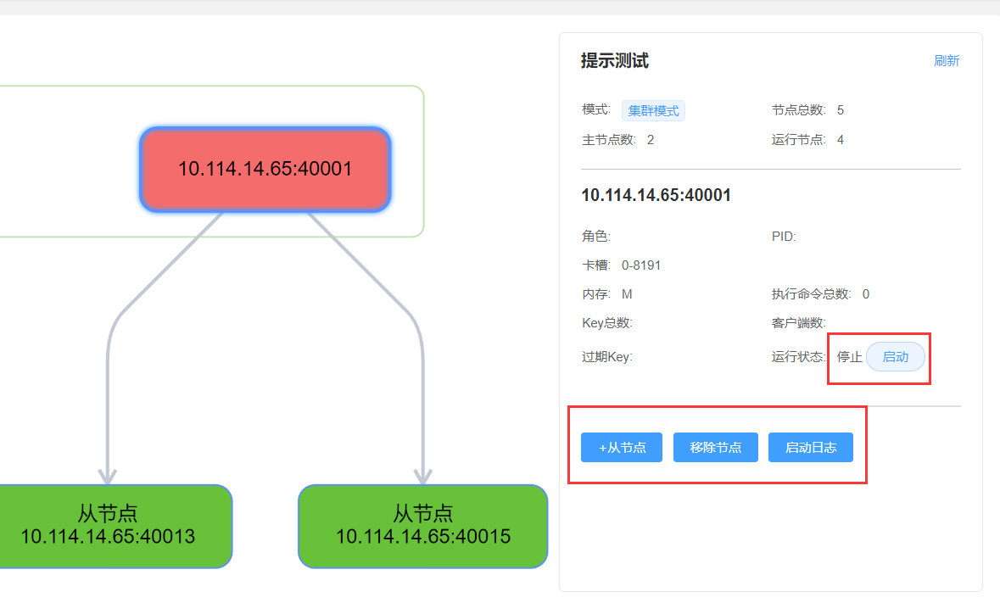 10.114.14.65:40001
从节点
10.114.14.65:40013
从节点
10.114.14.65:40015
提示测试 刷新
模式: 集群模式 节点总数: 5
主节点数: 2 运行节点: 4
10.114.14.65:40001
角色: PID:
卡槽: 0-8191
内存: M 执行命令总数: 0
Key总数: 客户端数:
过期Key: 运行状态: 停止 启动
+从节点 移除节点 启动日志